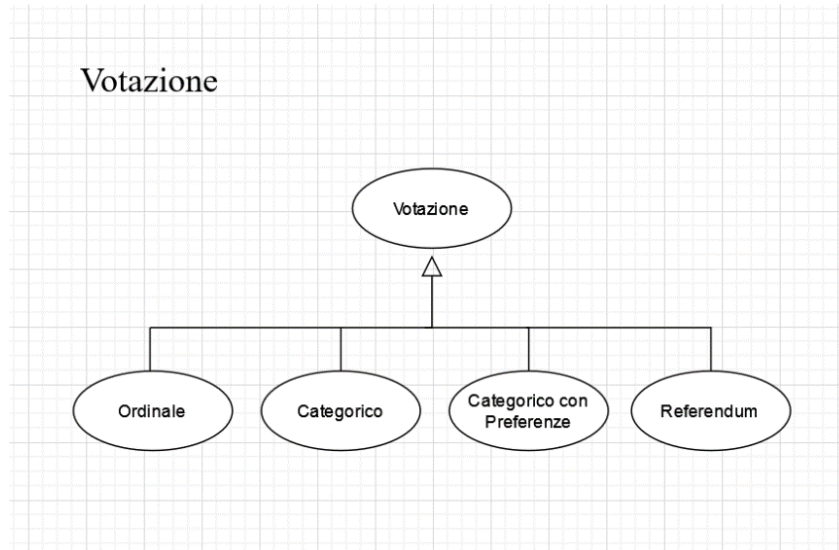 Votazione
Votazione
Ordinale
Categorico
Categorico con
Preferenze
Referendum